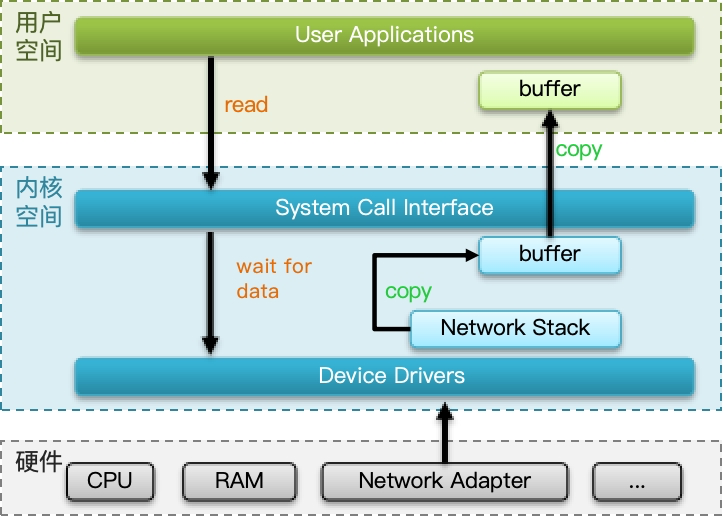 用户
空间
User Applications
buffer
read
copy
内核
空间
System Call Interface
buffer
wait for
data
copy
Network Stack
Device Drivers
硬件
CPU
RAM
Network Adapter
...